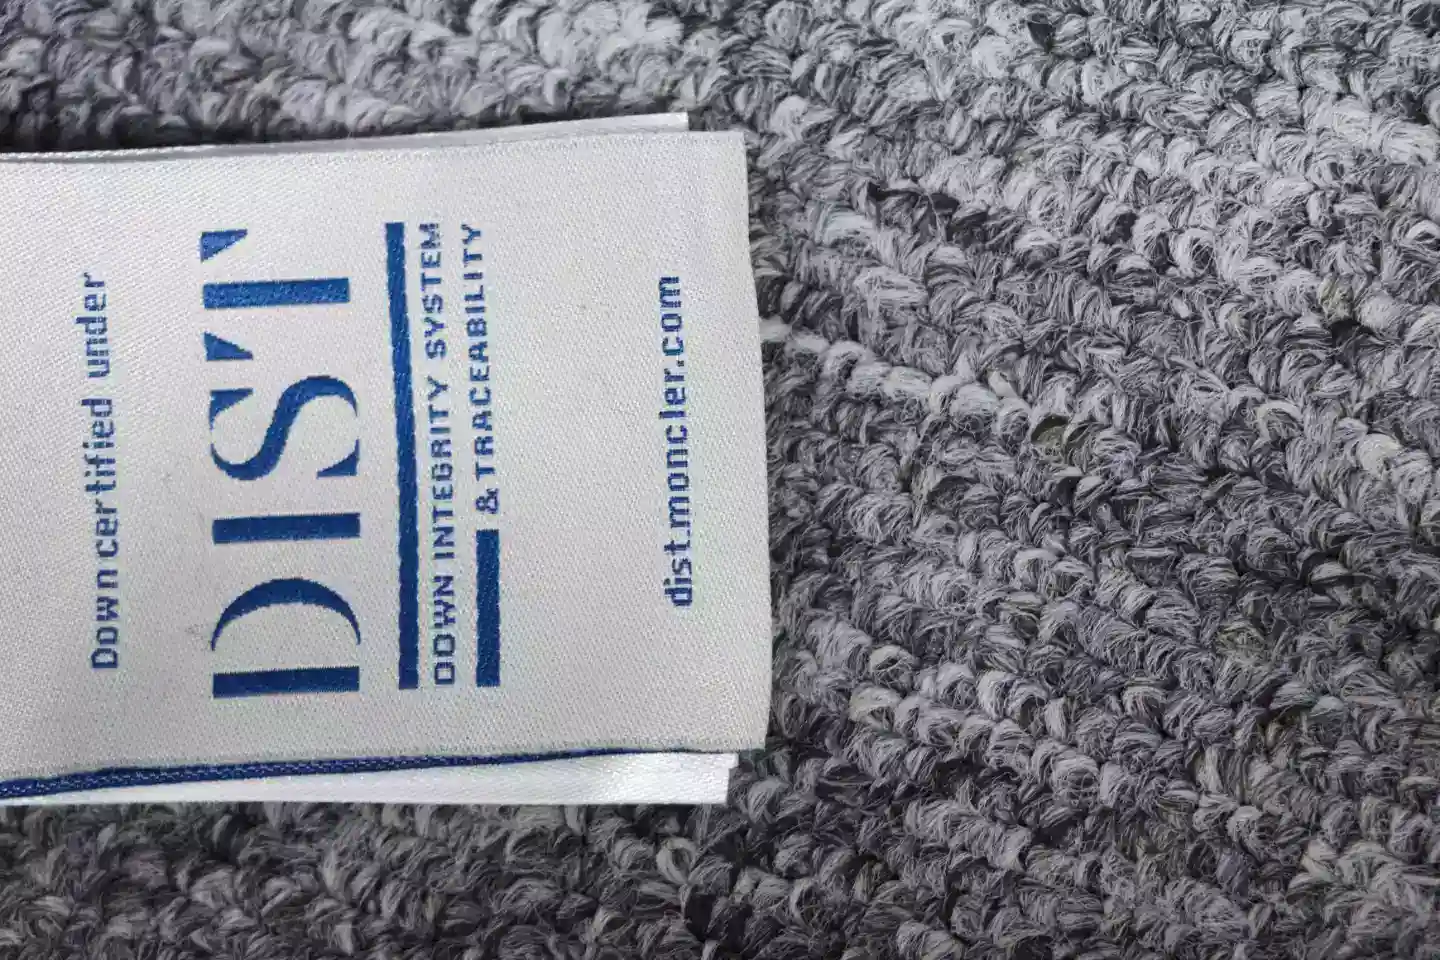 Down certified under
DIST
DOWN INTEGRITY SYSTEM
& TRACEABILITY
dist.moncler.com